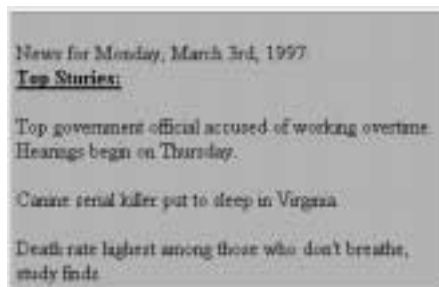 News for Monday, March 3rd, 1997
Top Stories:
Top government official accused of working overtime.
Hearings begin on Thursday.
Canine serial killer put to sleep in Virginia
Death rate highest among those who don't breathe,
study finds